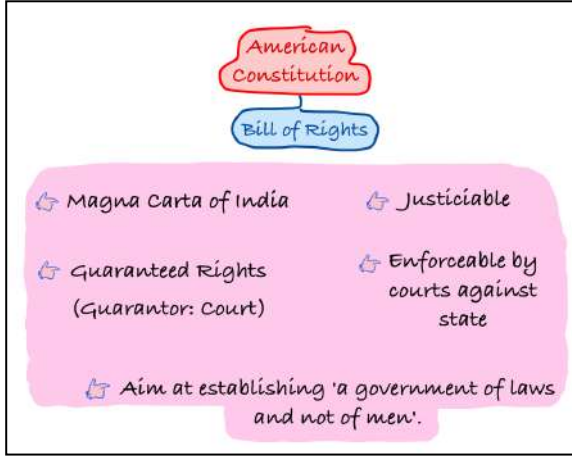 American
Constitution
Bill of Rights
Magna Carta of India
Justiciable
Guaranteed Rights
(Guarantor: Court)
Enforceable by
courts against
state
Aim at establishing 'a government of laws
and not of men'.